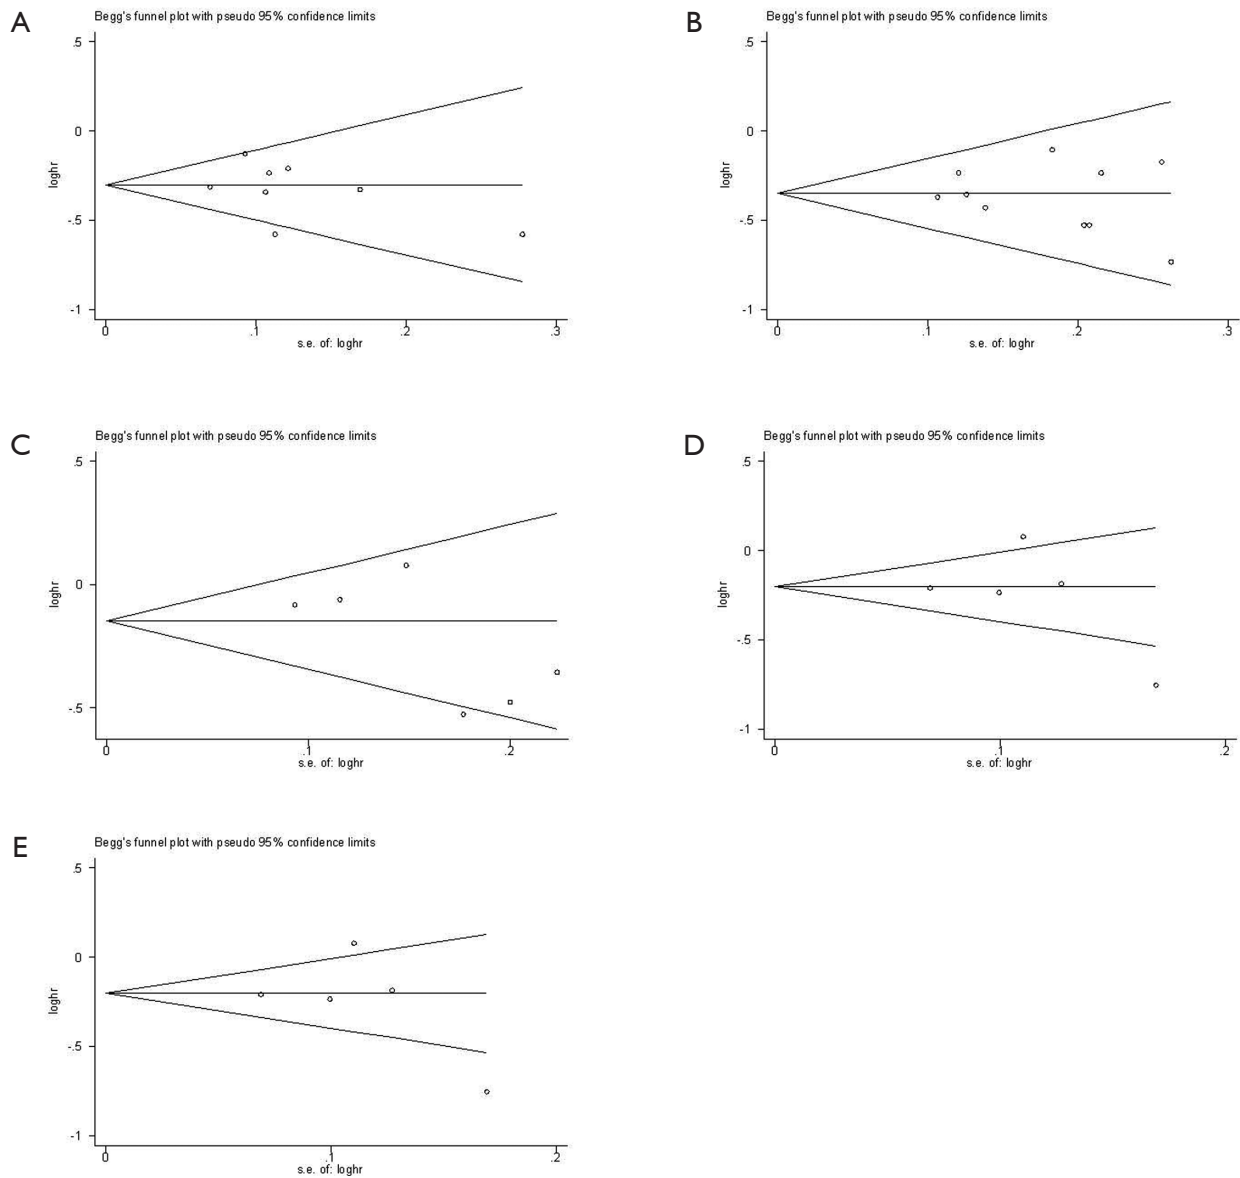 A
Begg's funnel plot with pseudo 95% confidence limits
.5
0
-.5
-1
loghr
0 .1 .2 .3
s.e. of: loghr
B
Begg's funnel plot with pseudo 95% confidence limits
.5
0
-.5
-1
loghr
0 .1 .2 .3
s.e. of: loghr
C
Begg's funnel plot with pseudo 95% confidence limits
.5
0
-.5
loghr
0 .1 .2
s.e. of: loghr
D
Begg's funnel plot with pseudo 95% confidence limits
.5
0
-.5
-1
loghr
0 .1 .2
s.e. of: loghr
E
Begg's funnel plot with pseudo 95% confidence limits
.5
0
-.5
-1
loghr
0 .1 .2
s.e. of: loghr